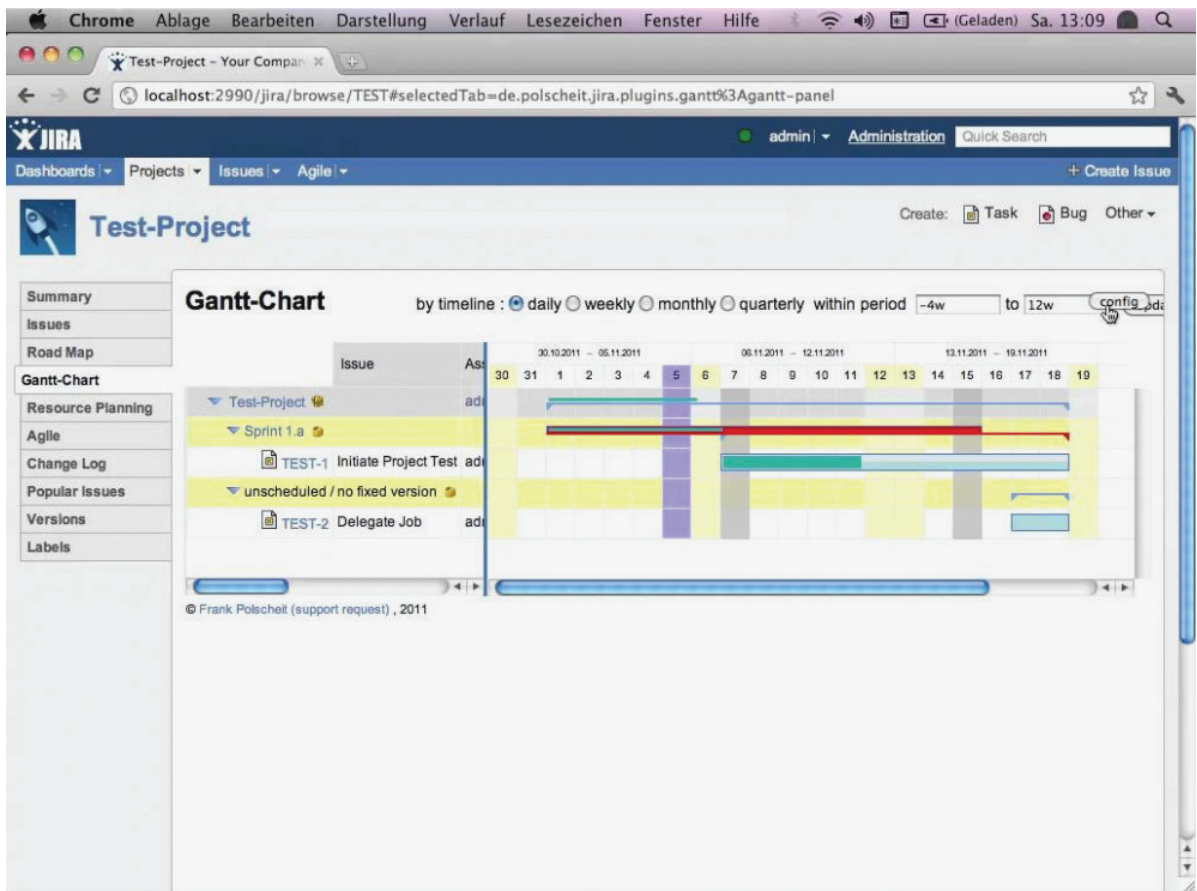 Chrome Ablage Bearbeiten Darstellung Verlauf Lesezeichen Fenster Hilfe (Geladen) Sa. 13:09
Test-Project – Your Compan
localhost:2990/jira/browse/TEST#selectedTab=de.polscheit.jira.plugins.gantt%3Agantt-panel
JIRA admin Administration Quick Search
Dashboards Projects Issues Agile + Create Issue
Test-Project Create: Task Bug Other
Summary
Issues
Road Map
Gantt-Chart
Resource Planning
Agile
Change Log
Popular Issues
Versions
Labels
Gantt-Chart by timeline : daily weekly monthly quarterly within period -4w to 12w config
30.10.2011 – 05.11.2011 06.11.2011 – 12.11.2011 13.11.2011 – 19.11.2011
Issue Ass 30 31 1 2 3 4 5 6 7 8 9 10 11 12 13 14 15 16 17 18 19
Test-Project adı
Sprint 1.a
TEST-1 Initiate Project Test adı
unscheduled / no fixed version
TEST-2 Delegate Job adı
© Frank Polscheit (support request) , 2011